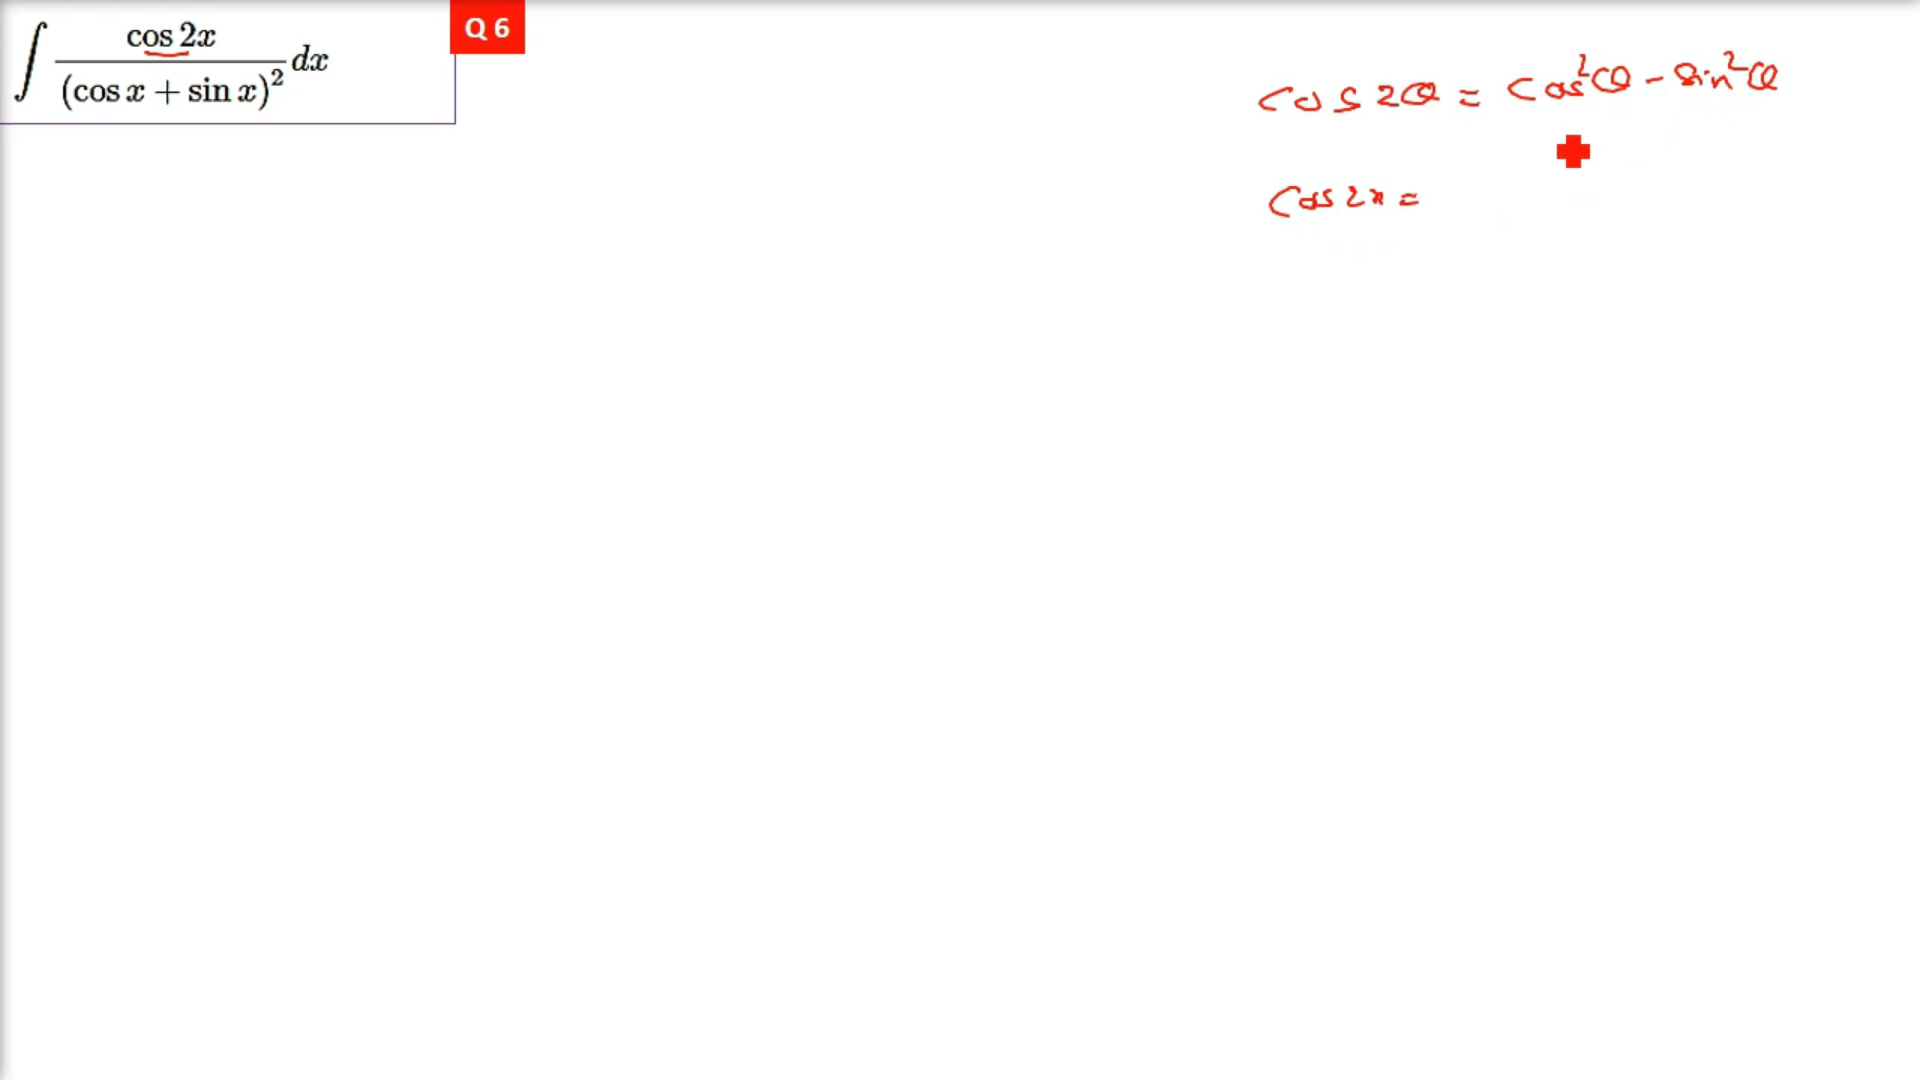 ∫ cos 2x / (cos x + sin x)² dx
Q 6
cos 2θ = cos²θ - sin²θ
cos 2x =